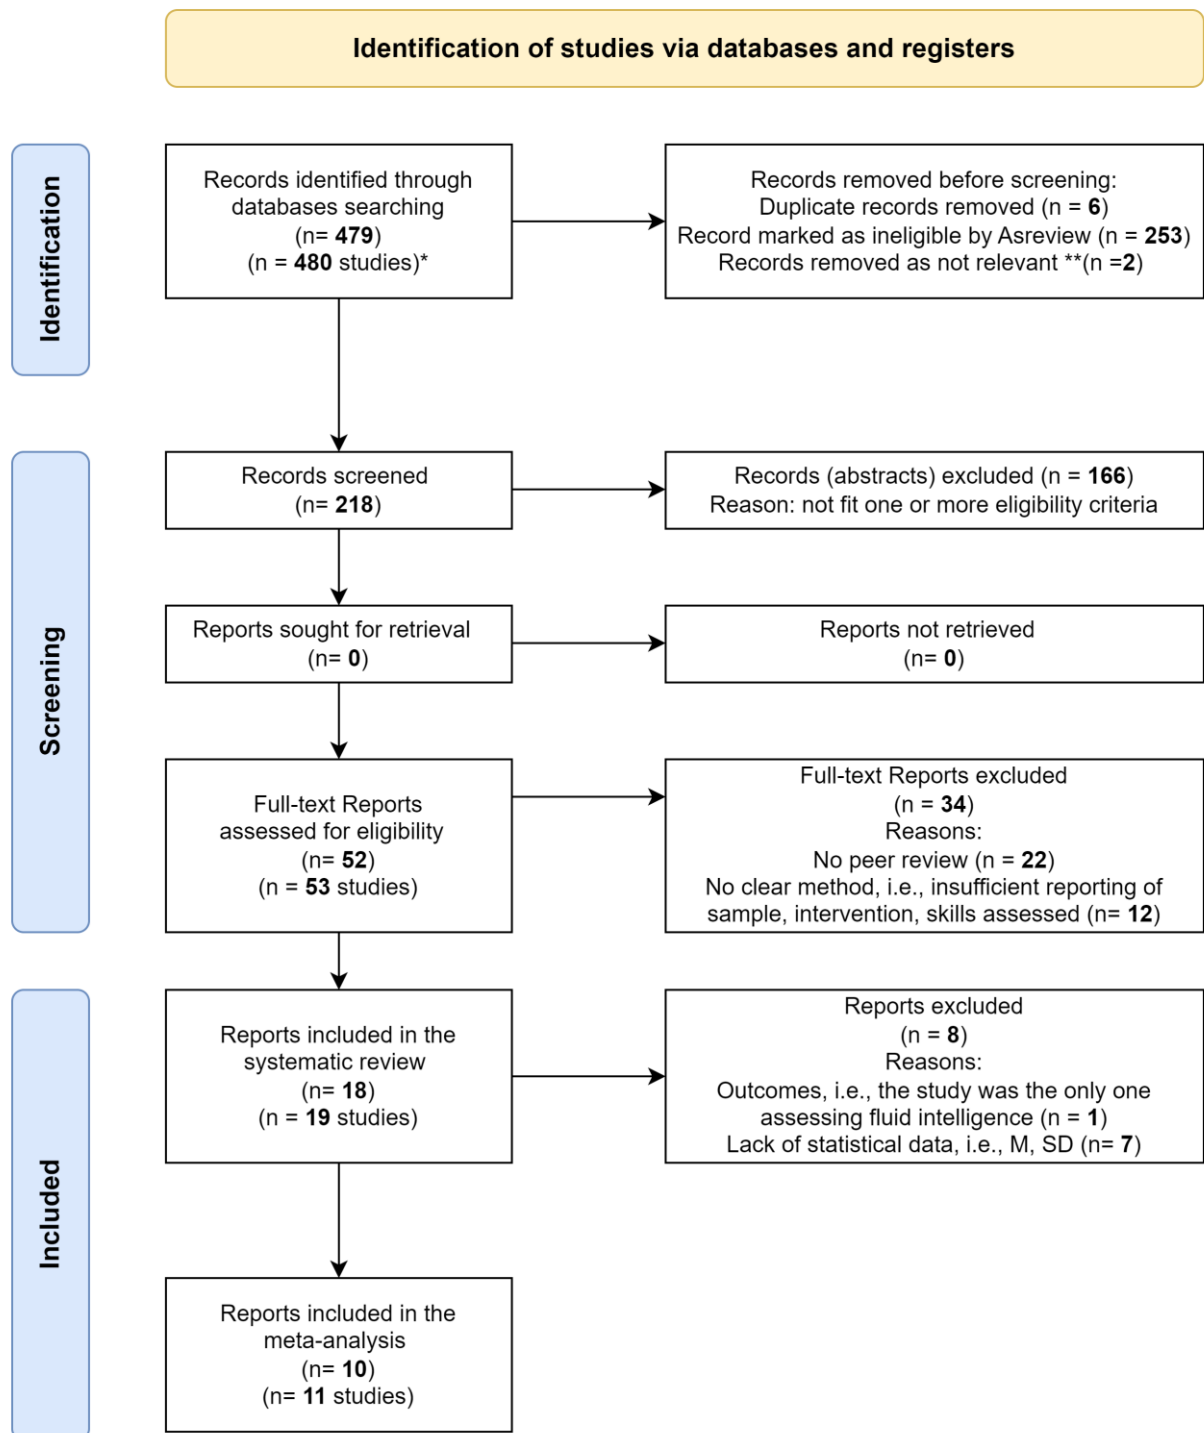 Identification of studies via databases and registers
Identification
Records identified through
databases searching
(n= 479)
(n = 480 studies)*
Records removed before screening:
Duplicate records removed (n = 6)
Record marked as ineligible by Asreview (n = 253)
Records removed as not relevant **(n =2)
Screening
Records screened
(n= 218)
Records (abstracts) excluded (n = 166)
Reason: not fit one or more eligibility criteria
Reports sought for retrieval
(n= 0)
Reports not retrieved
(n= 0)
Full-text Reports
assessed for eligibility
(n= 52)
(n = 53 studies)
Full-text Reports excluded
(n = 34)
Reasons:
No peer review (n = 22)
No clear method, i.e., insufficient reporting of
sample, intervention, skills assessed (n= 12)
Included
Reports included in the
systematic review
(n= 18)
(n = 19 studies)
Reports excluded
(n = 8)
Reasons:
Outcomes, i.e., the study was the only one
assessing fluid intelligence (n = 1)
Lack of statistical data, i.e., M, SD (n= 7)
Reports included in the
meta-analysis
(n= 10)
(n= 11 studies)